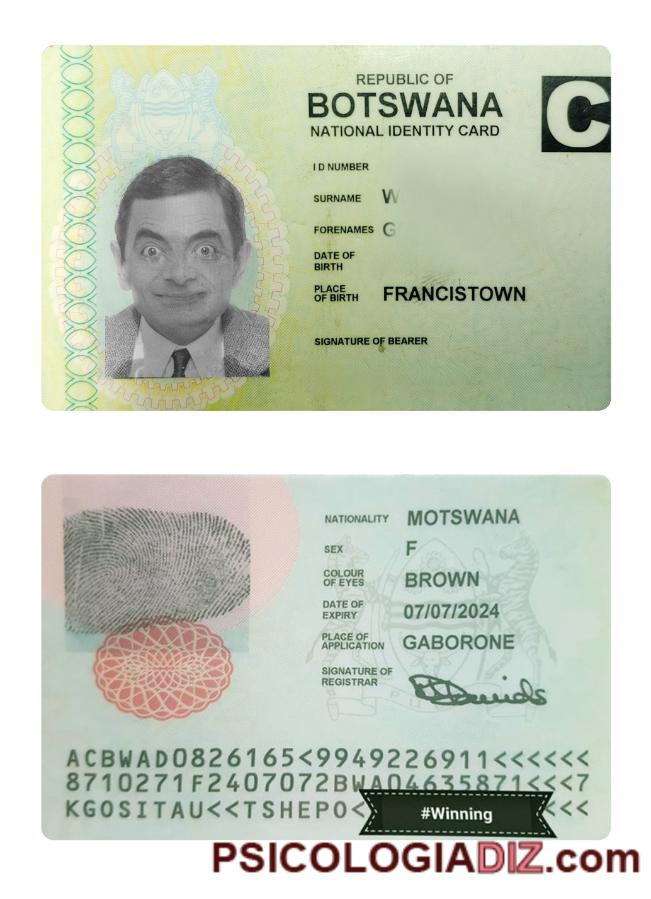 REPUBLIC OF
BOTSWANA
NATIONAL IDENTITY CARD
C
I D NUMBER
SURNAME W
FORENAMES G
DATE OF
BIRTH
PLACE
OF BIRTH FRANCISTOWN
SIGNATURE OF BEARER
NATIONALITY MOTSWANA
SEX F
COLOUR
OF EYES BROWN
DATE OF
EXPIRY 07/07/2024
PLACE OF
APPLICATION GABORONE
SIGNATURE OF
REGISTRAR
ACBWAD0826165<9949226911<<<<<<
8710271F2407072BWA04635871<<<7
KGOSITAU<<TSHEPO< <<<
#Winning
PSICOLOGIADIZ.com